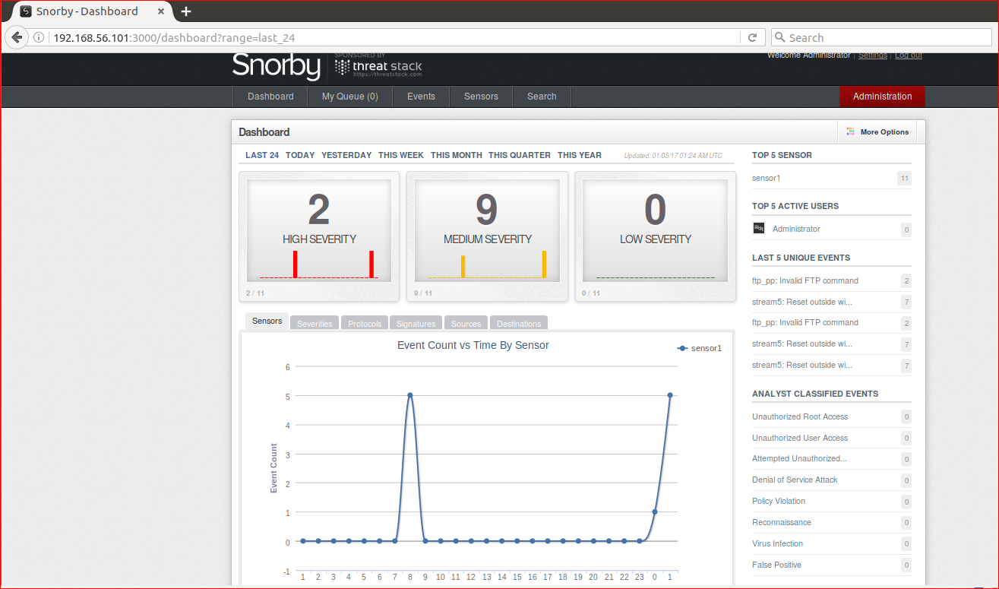 Snorby - Dashboard
192.168.56.101:3000/dashboard?range=last_24
Search
Snorby
SPONSORED BY
threat stack
https://threatstack.com
Welcome Administrator | Settings | Log out
Dashboard My Queue (0) Events Sensors Search Administration
Dashboard
More Options
LAST 24 TODAY YESTERDAY THIS WEEK THIS MONTH THIS QUARTER THIS YEAR
Updated: 01/05/17 01:24 AM UTC
2
HIGH SEVERITY
2 / 11
9
MEDIUM SEVERITY
9 / 11
0
LOW SEVERITY
0 / 11
Sensors Severities Protocols Signatures Sources Destinations
Event Count vs Time By Sensor
sensor1
Event Count
6
5
4
3
2
1
0
-1
1 2 3 4 5 6 7 8 9 10 11 12 13 14 15 16 17 18 19 20 21 22 23 0 1
TOP 5 SENSOR
sensor1 11
TOP 5 ACTIVE USERS
Administrator 0
LAST 5 UNIQUE EVENTS
ftp_pp: Invalid FTP command 2
stream5: Reset outside wi... 7
ftp_pp: Invalid FTP command 2
stream5: Reset outside wi... 7
stream5: Reset outside wi... 7
ANALYST CLASSIFIED EVENTS
Unauthorized Root Access 0
Unauthorized User Access 0
Attempted Unauthorized... 0
Denial of Service Attack 0
Policy Violation 0
Reconnaissance 0
Virus Infection 0
False Positive 0